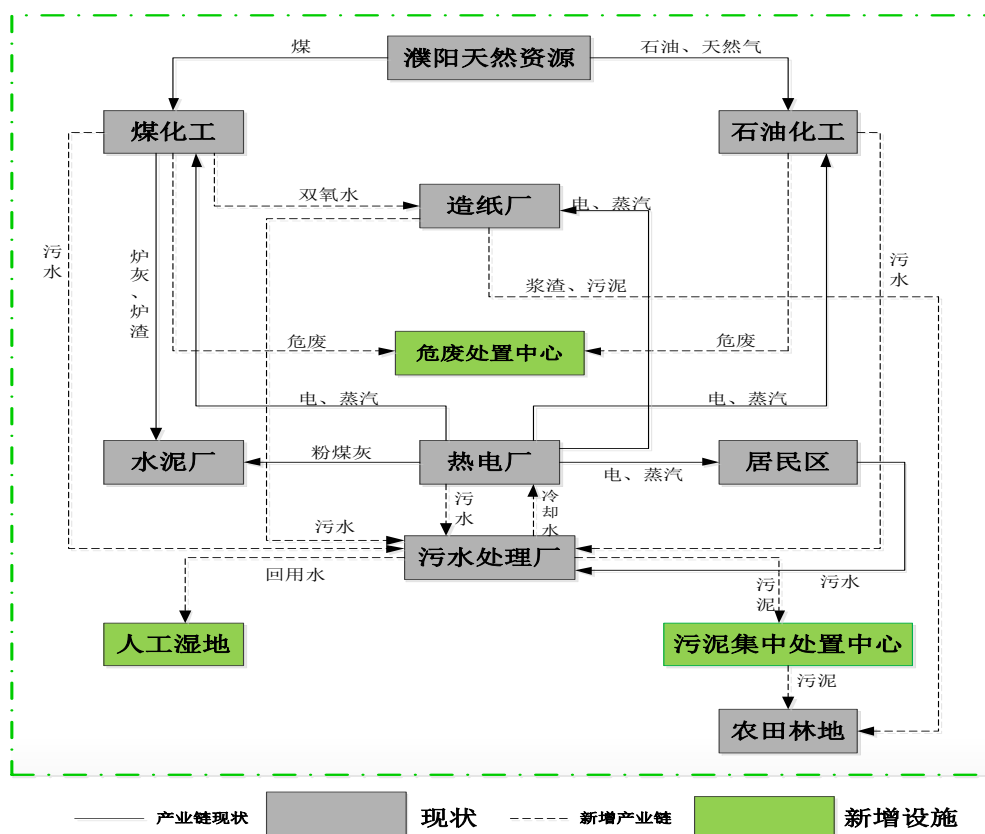 煤
濮阳天然资源
石油、天然气
煤化工
石油化工
双氧水
造纸厂
电、蒸汽
污水
炉灰、炉渣
污水
浆渣、污泥
危废
危废处置中心
危废
电、蒸汽
电、蒸汽
水泥厂
粉煤灰
热电厂
电、蒸汽
居民区
污水
冷却水
污水
污水处理厂
回用水
污泥
污水
人工湿地
污泥集中处置中心
污泥
农田林地
产业链现状
现状
新增产业链
新增设施